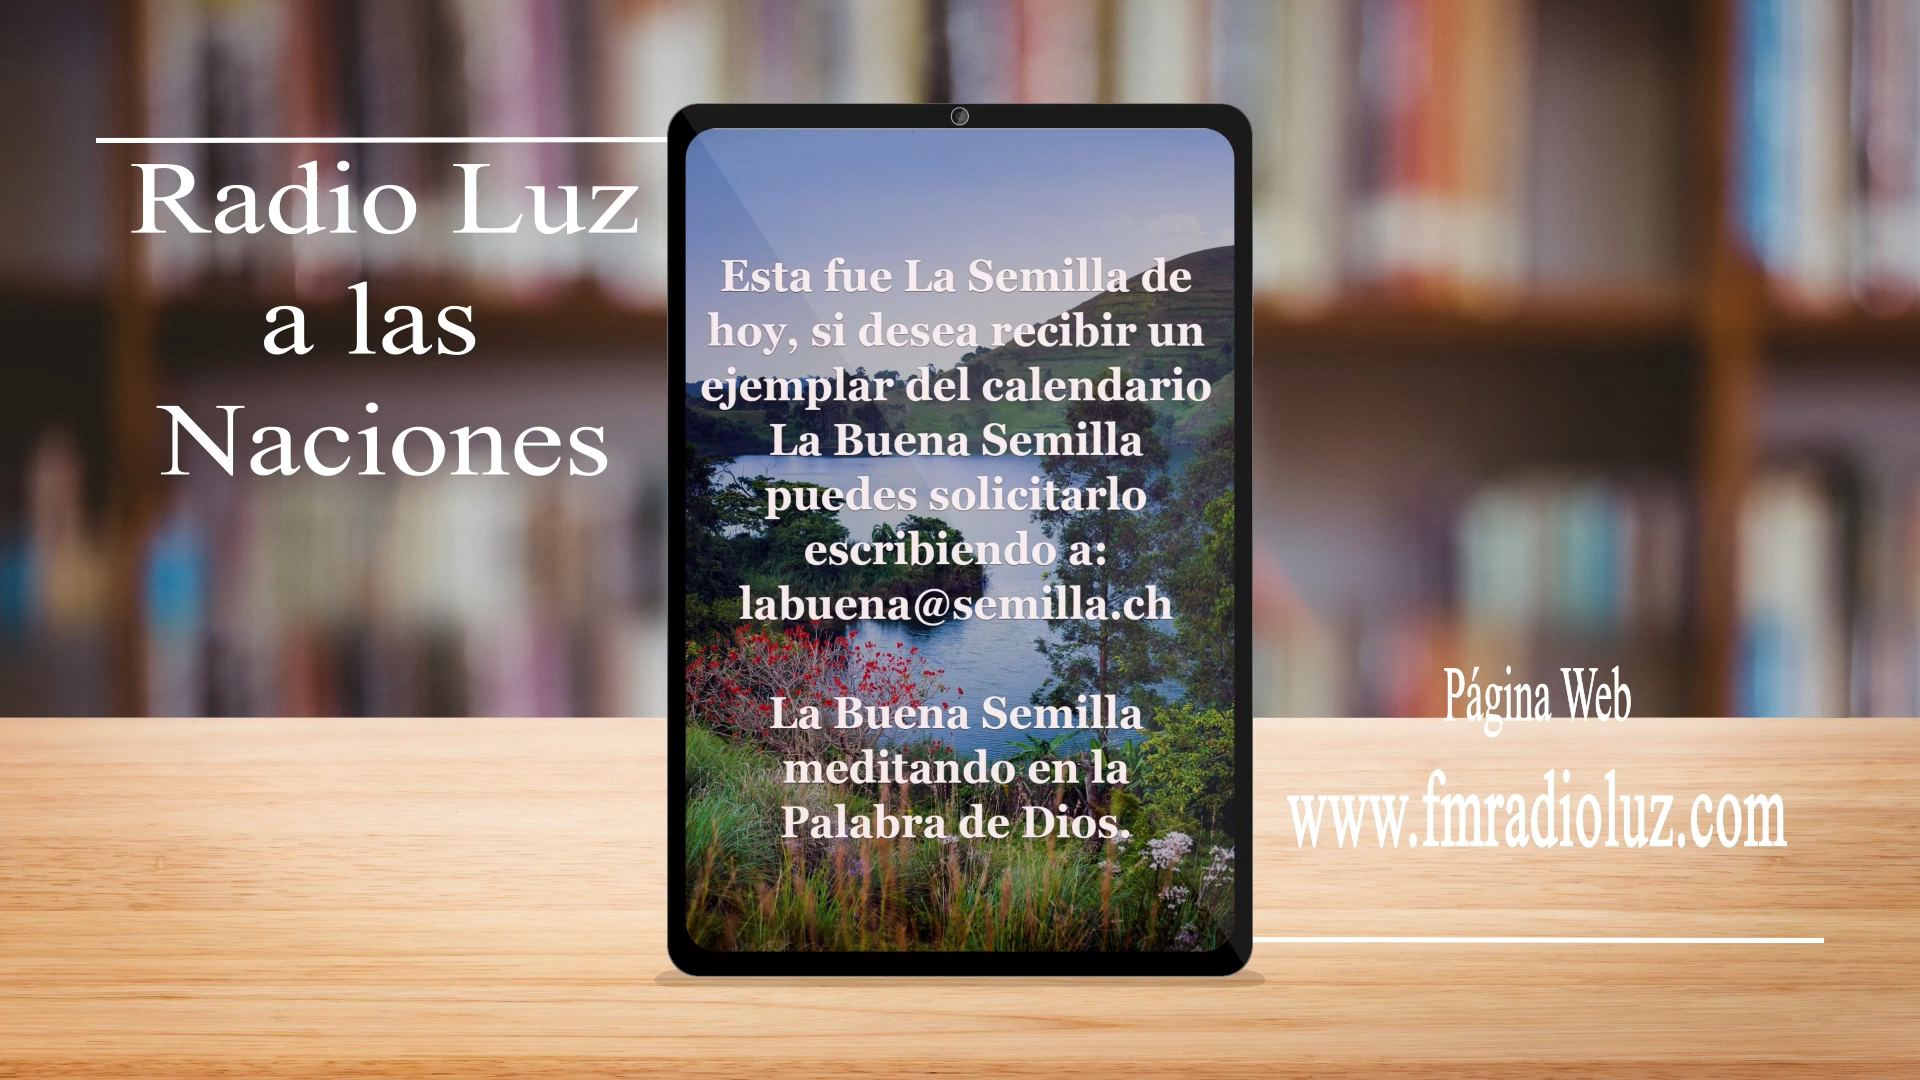 Radio Luz
a las
Naciones
Esta fue La Semilla de
hoy, si desea recibir un
ejemplar del calendario
La Buena Semilla
puedes solicitarlo
escribiendo a:
labuena@semilla.ch
La Buena Semilla
meditando en la
Palabra de Dios.
Página Web
www.fmradioluz.com